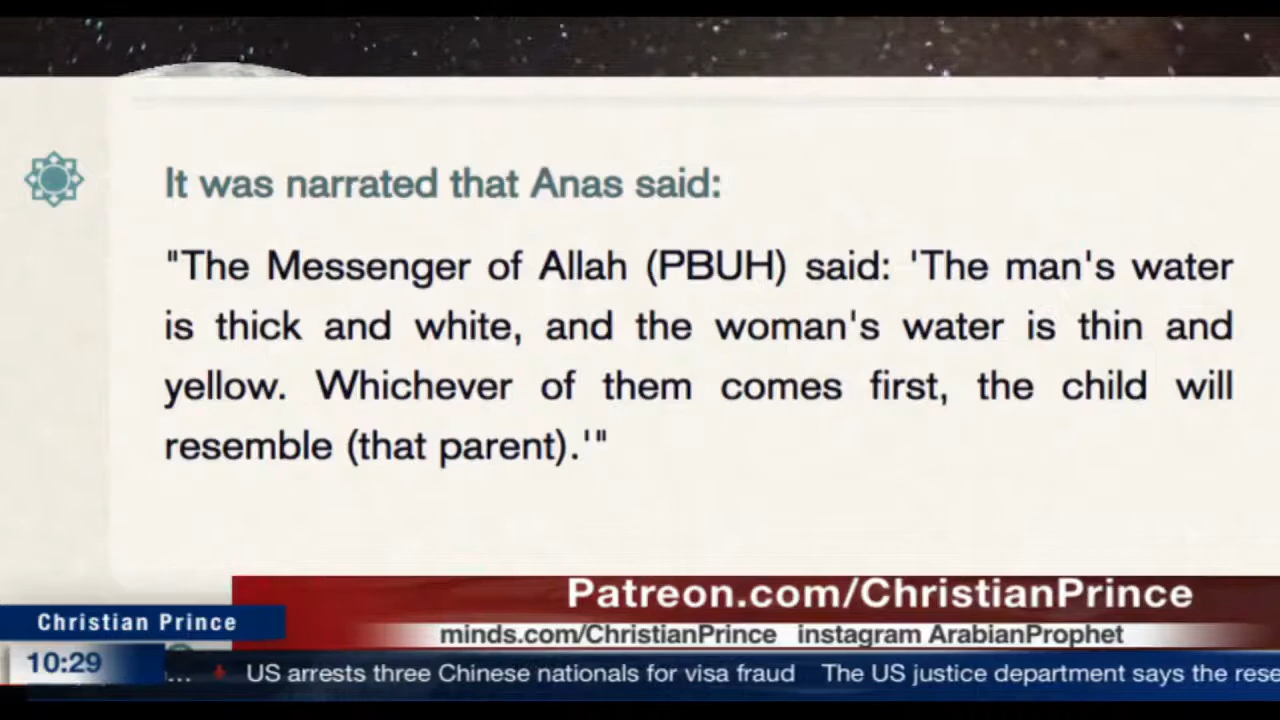 It was narrated that Anas said:
"The Messenger of Allah (PBUH) said: 'The man's water
is thick and white, and the woman's water is thin and
yellow. Whichever of them comes first, the child will
resemble (that parent).'"
Patreon.com/ChristianPrince
Christian Prince
minds.com/ChristianPrince instagram ArabianProphet
10:29
... US arrests three Chinese nationals for visa fraud The US justice department says the rese